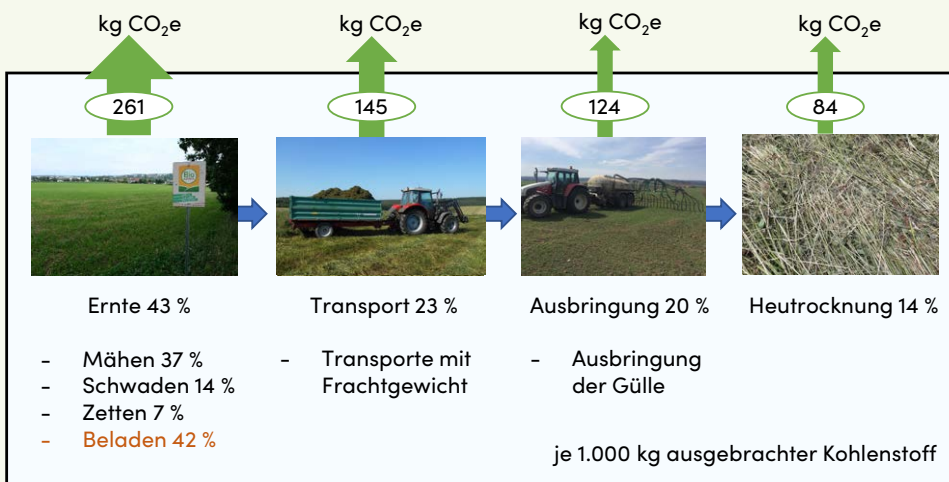 kg CO₂e
kg CO₂e
kg CO₂e
kg CO₂e
261
145
124
84
Bio
Ernte 43 %
Transport 23 %
Ausbringung 20 %
Heutrocknung 14 %
- Mähen 37 %
- Schwaden 14 %
- Zetten 7 %
- Beladen 42 %
- Transporte mit
Frachtgewicht
- Ausbringung
der Gülle
je 1.000 kg ausgebrachter Kohlenstoff